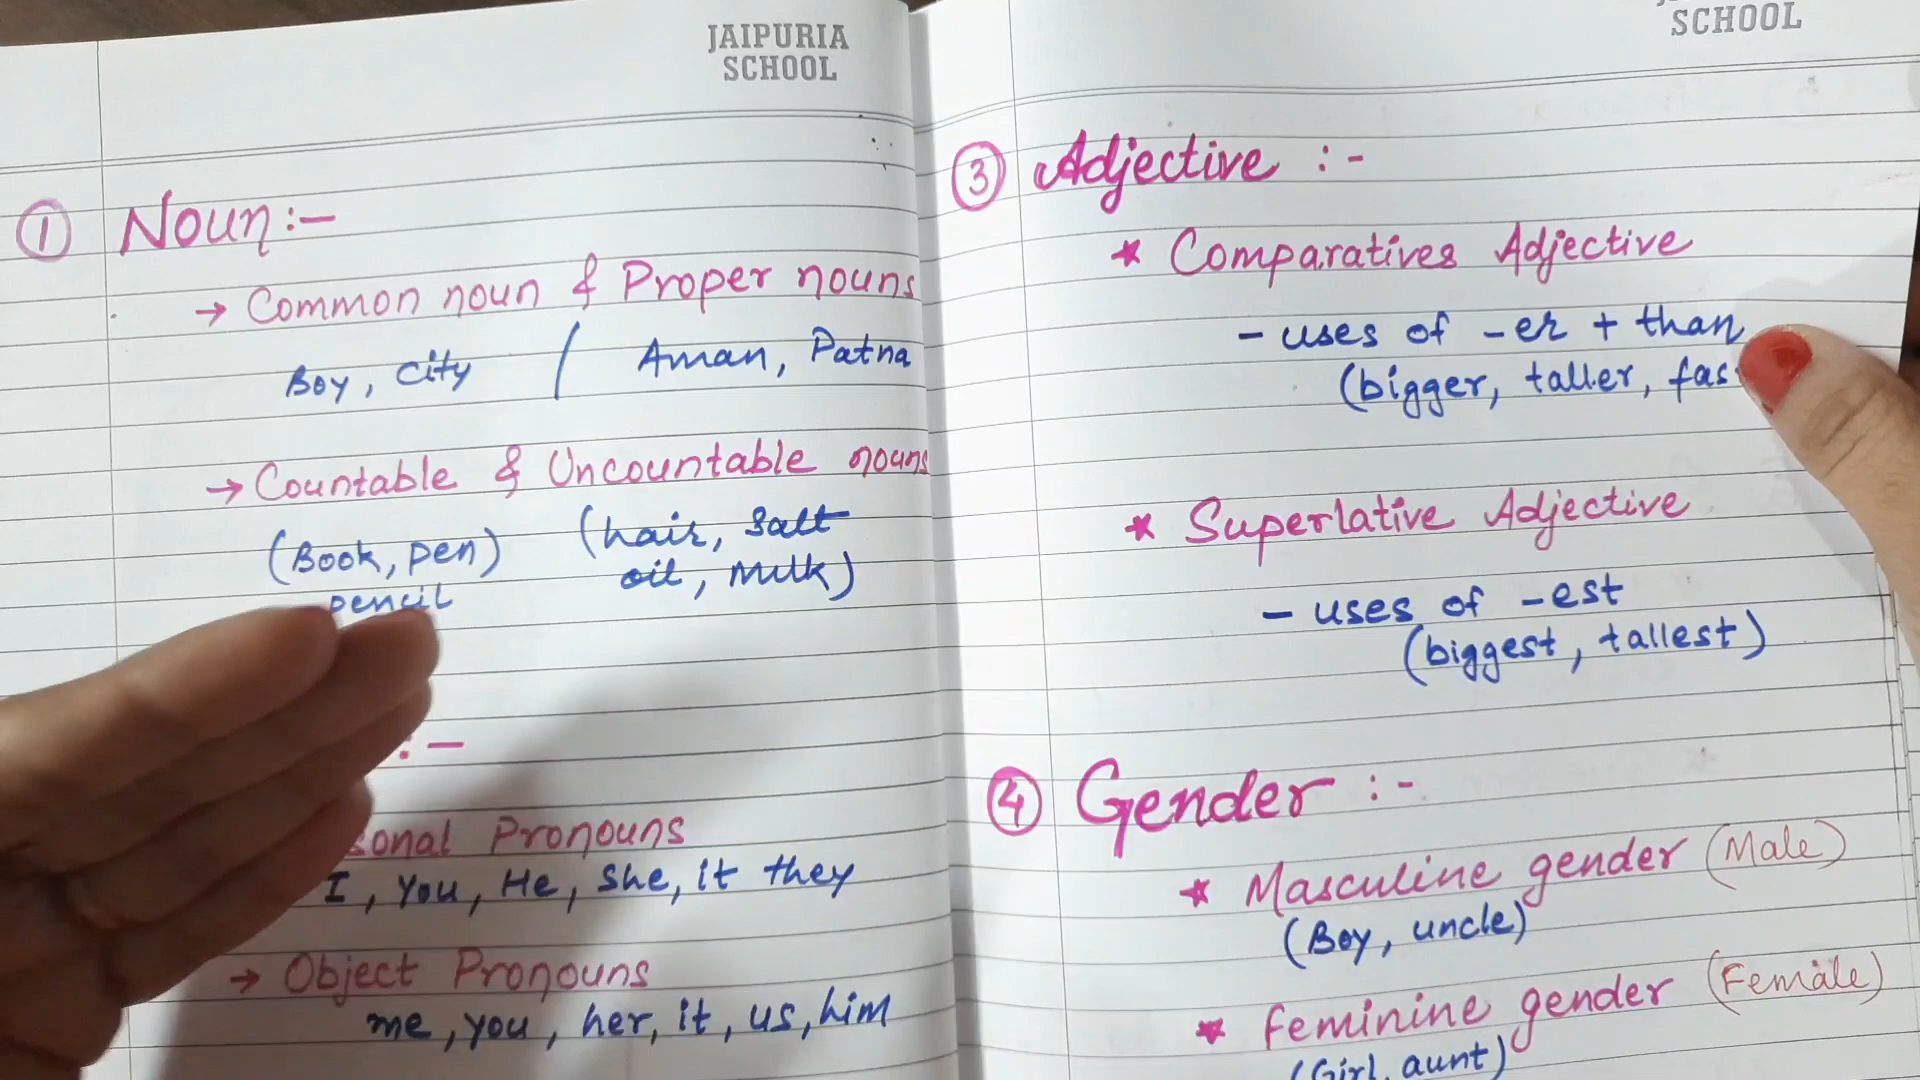 JAIPURIA
SCHOOL
① Noun:-
→ Common noun & Proper nouns
Boy, city / Aman, Patna
→ Countable & Uncountable nouns
(Book, pen) (hair, salt
pencil oil, Milk)
:-
sonal Pronouns
I, You, He, She, it they
→ Object Pronouns
me, you, her, it, us, him
SCHOOL
③ Adjective :-
* Comparatives Adjective
- uses of -er + than
(bigger, taller, fas
* Superlative Adjective
- uses of -est
(biggest, tallest)
④ Gender :-
* Masculine gender (Male)
(Boy, uncle)
* Feminine gender (Female)
(Girl, aunt)